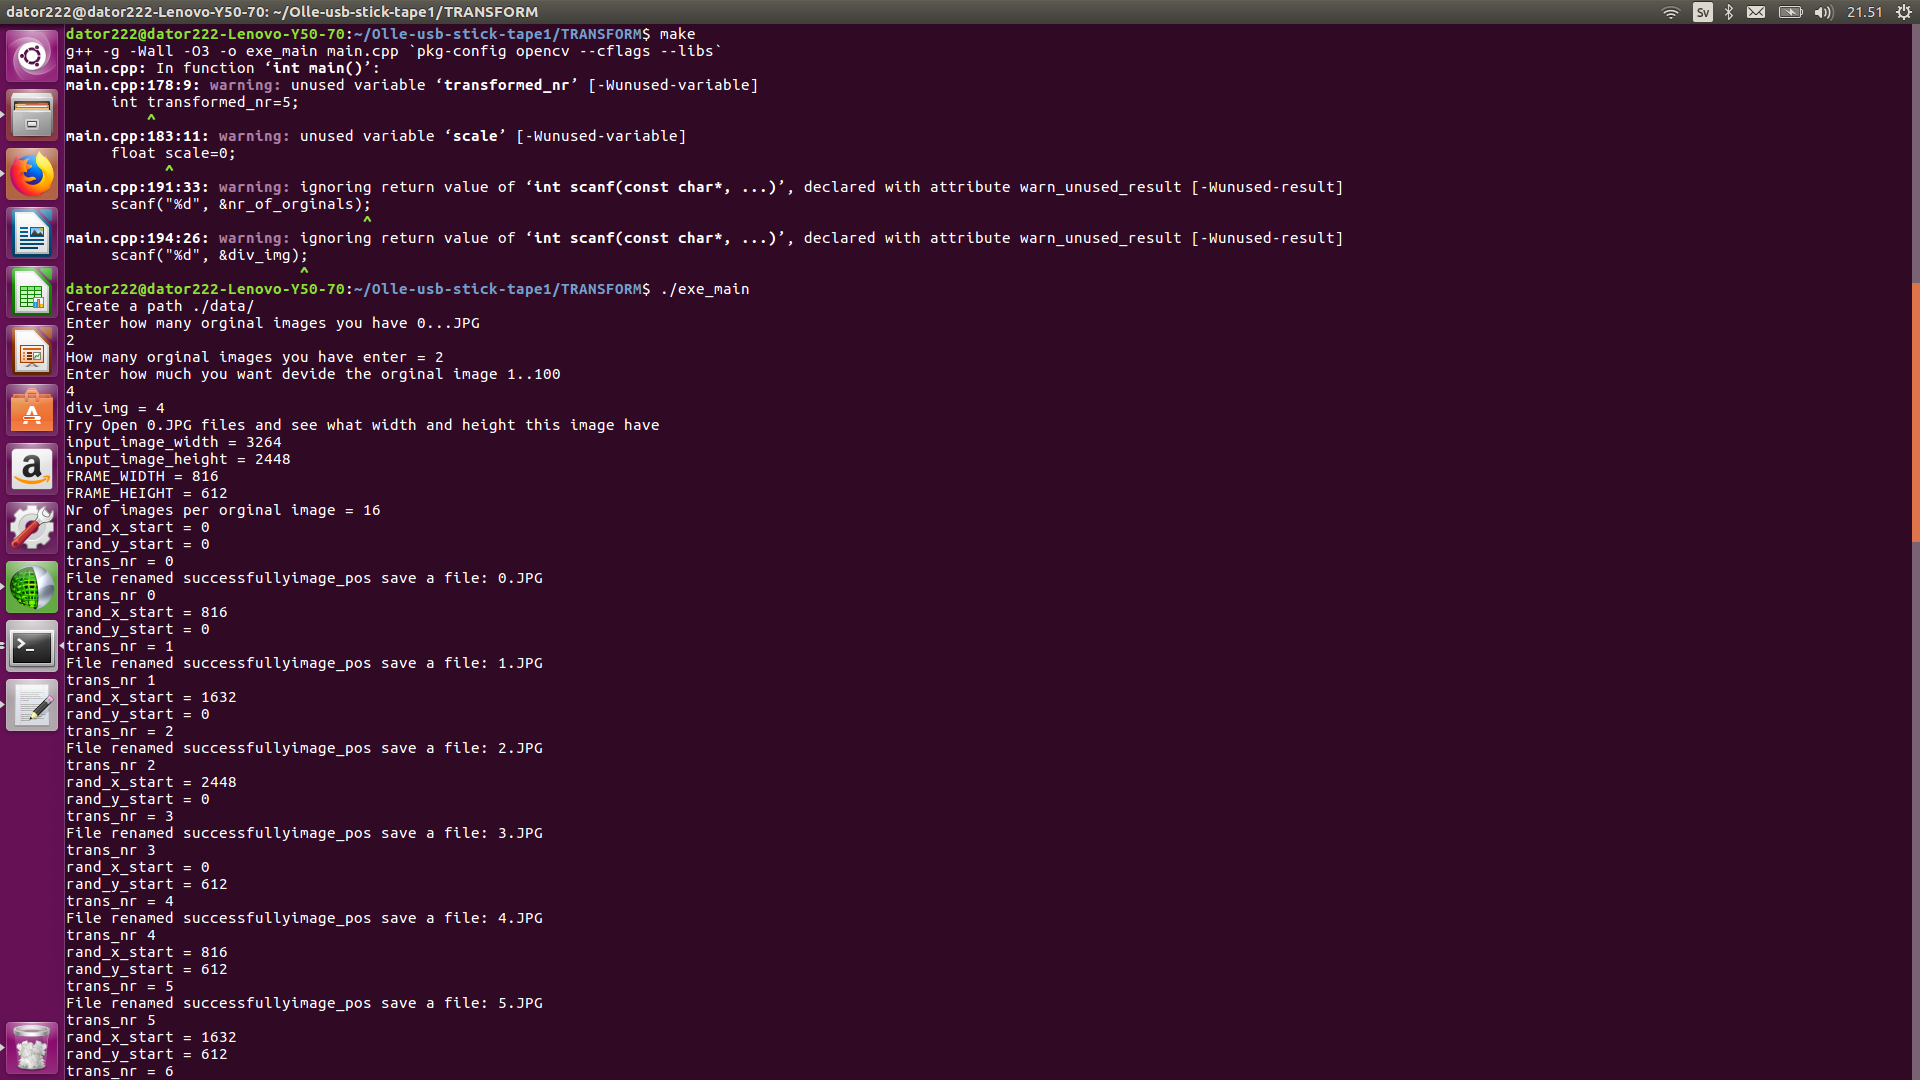 dator222@dator222-Lenovo-Y50-70: ~/Olle-usb-stick-tape1/TRANSFORM
Sv
21.51
dator222@dator222-Lenovo-Y50-70:~/Olle-usb-stick-tape1/TRANSFORM$ make
g++ -g -Wall -O3 -o exe_main main.cpp `pkg-config opencv --cflags --libs`
main.cpp: In function ‘int main()’:
main.cpp:178:9: warning: unused variable ‘transformed_nr’ [-Wunused-variable]
     int transformed_nr=5;
         ^
main.cpp:183:11: warning: unused variable ‘scale’ [-Wunused-variable]
     float scale=0;
           ^
main.cpp:191:33: warning: ignoring return value of ‘int scanf(const char*, ...)’, declared with attribute warn_unused_result [-Wunused-result]
     scanf("%d", &nr_of_orginals);
                                 ^
main.cpp:194:26: warning: ignoring return value of ‘int scanf(const char*, ...)’, declared with attribute warn_unused_result [-Wunused-result]
     scanf("%d", &div_img);
                          ^
dator222@dator222-Lenovo-Y50-70:~/Olle-usb-stick-tape1/TRANSFORM$ ./exe_main
Create a path ./data/
Enter how many orginal images you have 0...JPG
2
How many orginal images you have enter = 2
Enter how much you want devide the orginal image 1..100
4
div_img = 4
Try Open 0.JPG files and see what width and height this image have
input_image_width = 3264
input_image_height = 2448
FRAME_WIDTH = 816
FRAME_HEIGHT = 612
Nr of images per orginal image = 16
rand_x_start = 0
rand_y_start = 0
trans_nr = 0
File renamed successfullyimage_pos save a file: 0.JPG
trans_nr 0
rand_x_start = 816
rand_y_start = 0
trans_nr = 1
File renamed successfullyimage_pos save a file: 1.JPG
trans_nr 1
rand_x_start = 1632
rand_y_start = 0
trans_nr = 2
File renamed successfullyimage_pos save a file: 2.JPG
trans_nr 2
rand_x_start = 2448
rand_y_start = 0
trans_nr = 3
File renamed successfullyimage_pos save a file: 3.JPG
trans_nr 3
rand_x_start = 0
rand_y_start = 612
trans_nr = 4
File renamed successfullyimage_pos save a file: 4.JPG
trans_nr 4
rand_x_start = 816
rand_y_start = 612
trans_nr = 5
File renamed successfullyimage_pos save a file: 5.JPG
trans_nr 5
rand_x_start = 1632
rand_y_start = 612
trans_nr = 6